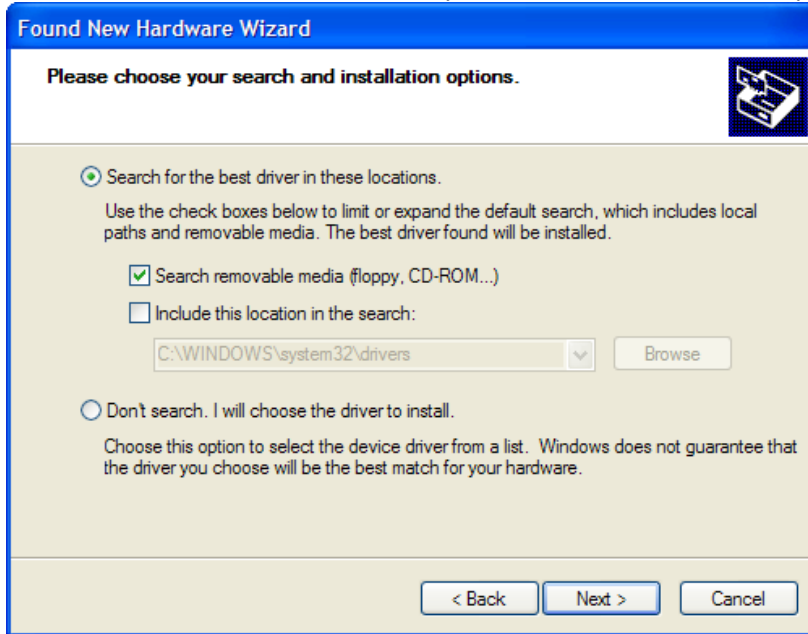 Found New Hardware Wizard
Please choose your search and installation options.
Search for the best driver in these locations.
Use the check boxes below to limit or expand the default search, which includes local
paths and removable media. The best driver found will be installed.
Search removable media (floppy, CD-ROM...)
Include this location in the search:
C:\WINDOWS\system32\drivers
Browse
Don't search. I will choose the driver to install.
Choose this option to select the device driver from a list. Windows does not guarantee that
the driver you choose will be the best match for your hardware.
< Back
Next >
Cancel